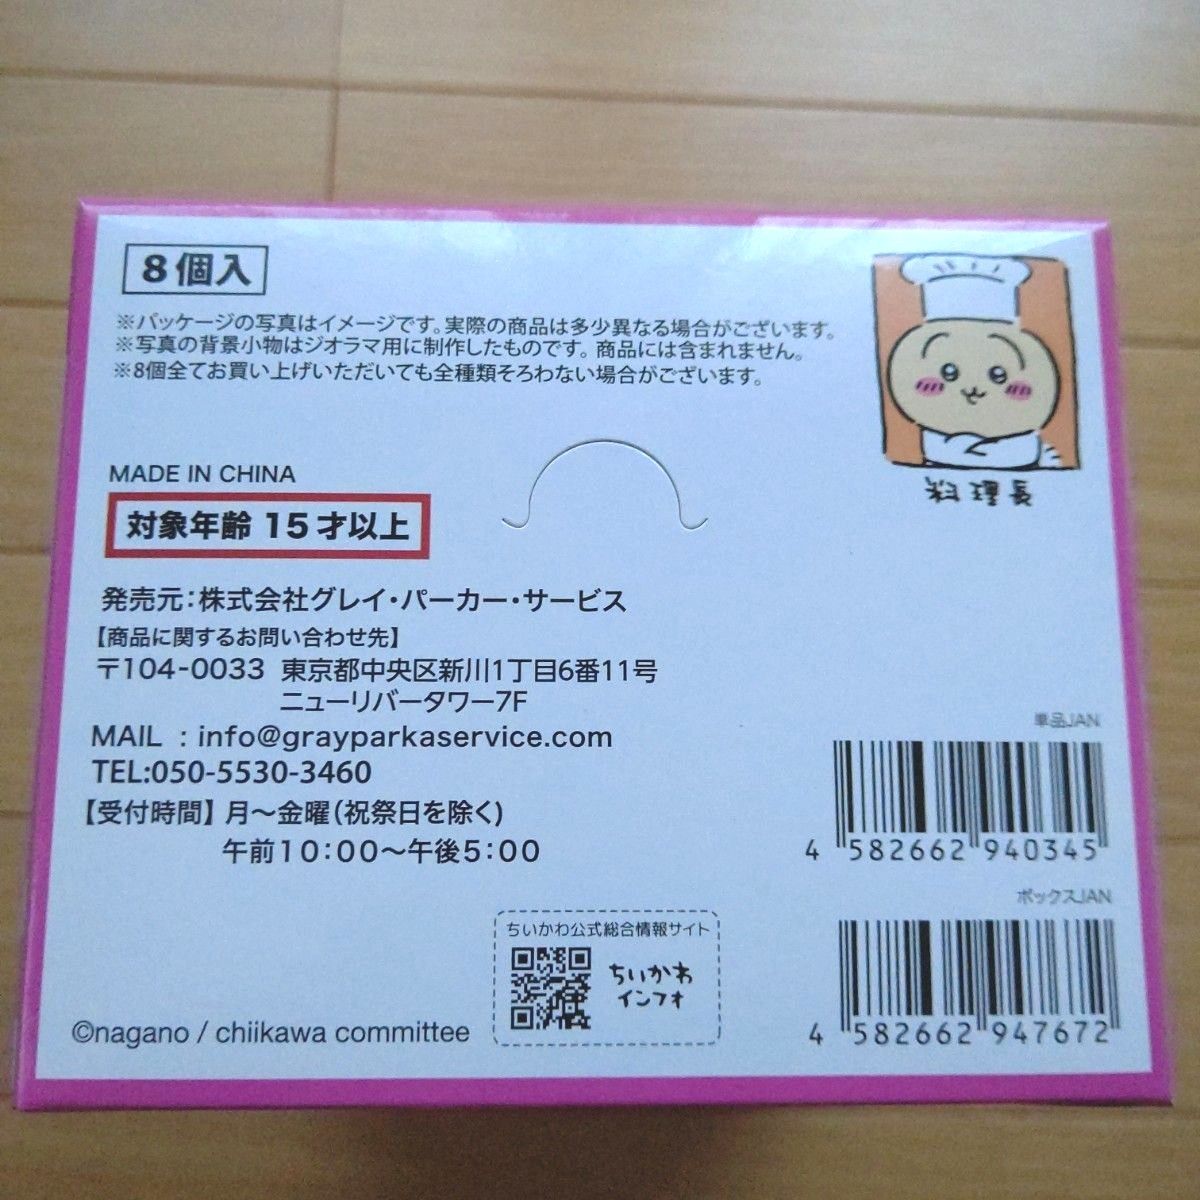 8個入
※パッケージの写真はイメージです。実際の商品は多少異なる場合がございます。
※写真の背景小物はジオラマ用に制作したものです。商品には含まれません。
※8個全てお買い上げいただいても全種類そろわない場合がございます。
料理長
MADE IN CHINA
対象年齢 15才以上
発売元：株式会社グレイ・パーカー・サービス
【商品に関するお問い合わせ先】
〒104-0033 東京都中央区新川1丁目6番11号
ニューリバータワー7F
MAIL : info@grayparkaservice.com
TEL:050-5530-3460
【受付時間】月〜金曜(祝祭日を除く)
午前10：00〜午後5：00
単品JAN
4 582662 940345
ボックスJAN
4 582662 947672
ちいかわ公式総合情報サイト
ちいかわ
インフォ
©nagano / chiikawa committee